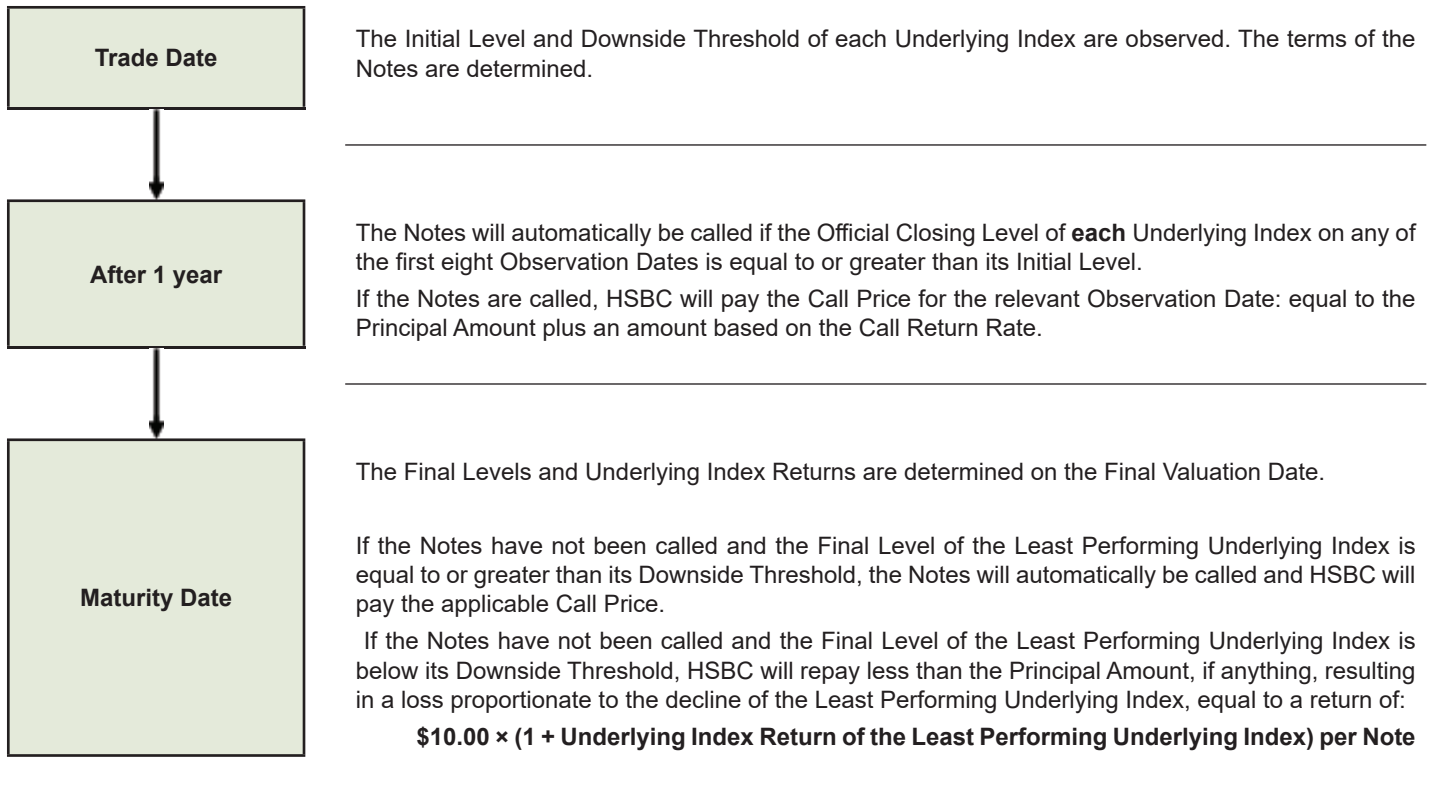 Trade Date
The Initial Level and Downside Threshold of each Underlying Index are observed. The terms of the
Notes are determined.
After 1 year
The Notes will automatically be called if the Official Closing Level of each Underlying Index on any of
the first eight Observation Dates is equal to or greater than its Initial Level.
If the Notes are called, HSBC will pay the Call Price for the relevant Observation Date: equal to the
Principal Amount plus an amount based on the Call Return Rate.
Maturity Date
The Final Levels and Underlying Index Returns are determined on the Final Valuation Date.
If the Notes have not been called and the Final Level of the Least Performing Underlying Index is
equal to or greater than its Downside Threshold, the Notes will automatically be called and HSBC will
pay the applicable Call Price.
If the Notes have not been called and the Final Level of the Least Performing Underlying Index is
below its Downside Threshold, HSBC will repay less than the Principal Amount, if anything, resulting
in a loss proportionate to the decline of the Least Performing Underlying Index, equal to a return of:
$10.00 × (1 + Underlying Index Return of the Least Performing Underlying Index) per Note